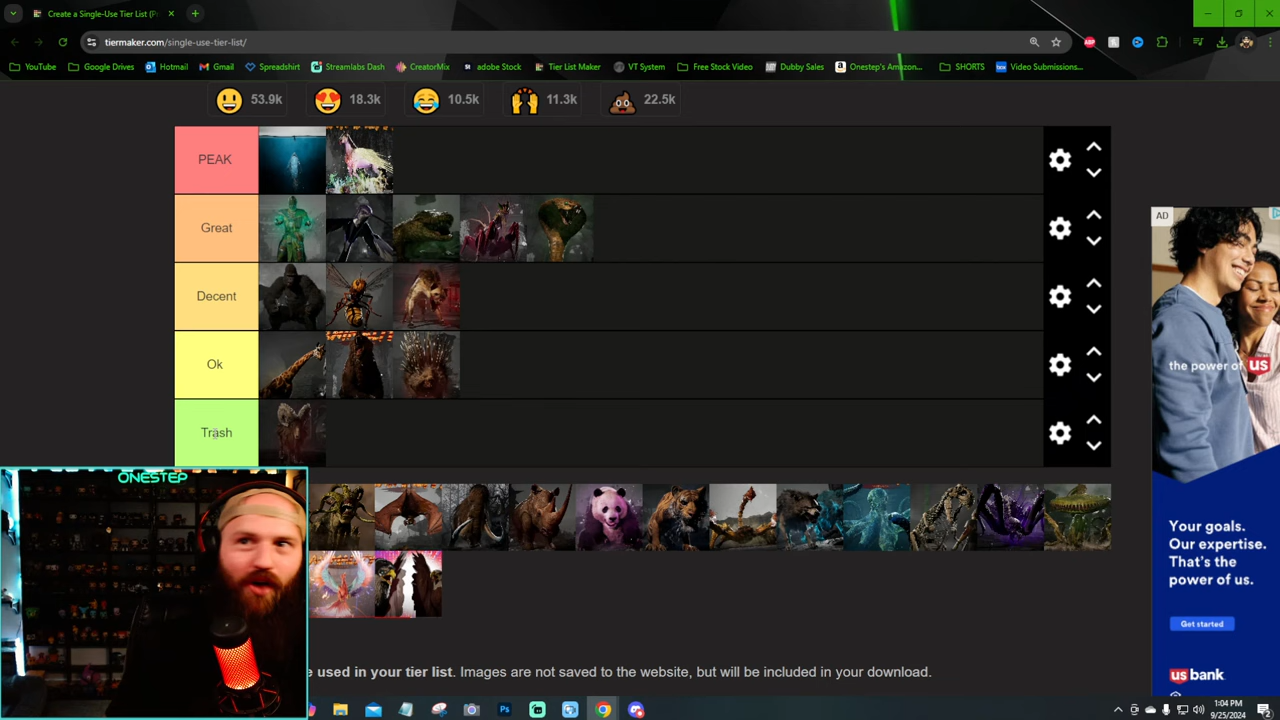 Create a Single-Use Tier List (P
tiermaker.com/single-use-tier-list/
YouTube Google Drives Hotmail Gmail Spreadshirt Streamlabs Dash CreatorMix adobe Stock Tier List Maker VT System Free Stock Video Dubby Sales Onestep's Amazon... SHORTS Video Submissions...
53.9k 18.3k 10.5k 11.3k 22.5k
PEAK
Great
Decent
Ok
Trash
AD
the power of us
Your goals.
Our expertise.
That's the
power of us.
Get started
usbank
ONESTEP
e used in your tier list. Images are not saved to the website, but will be included in your download.
1:04 PM
9/25/2024